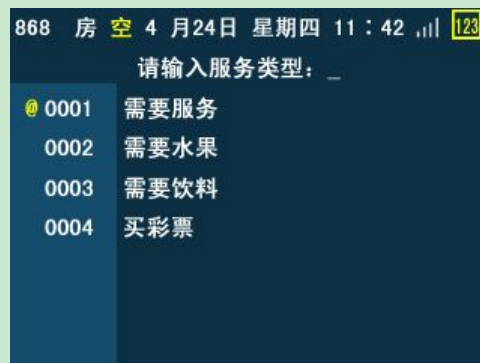 868 房 空 4 月24日 星期四 11：42 123
请输入服务类型：_
@ 0001 需要服务
0002 需要水果
0003 需要饮料
0004 买彩票